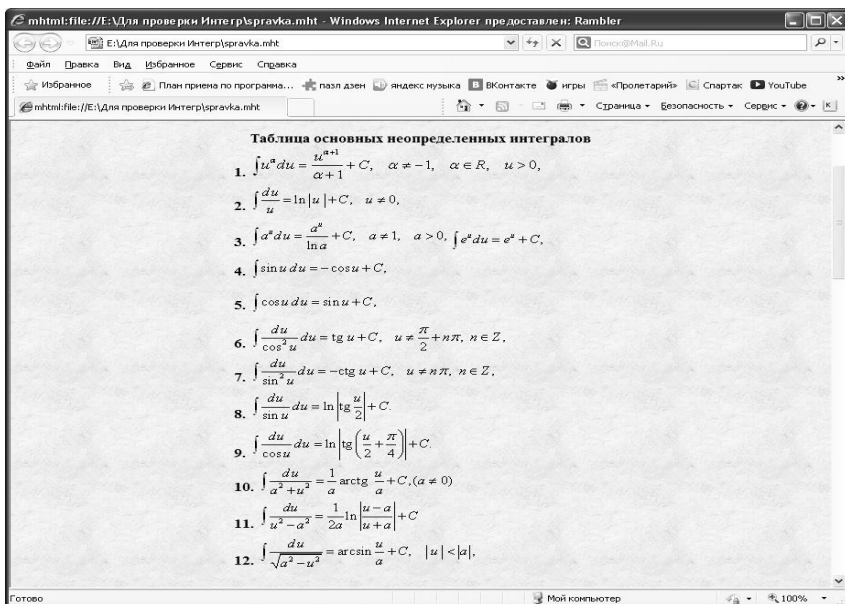 mhtml:file://E:\Для проверки Интегр\spravka.mht - Windows Internet Explorer предоставлен: Rambler
E:\Для проверки Интегр\spravka.mht Поиск@Mail.Ru
Файл Правка Вид Избранное Сервис Справка
Избранное План приема по программа... пазл дзен яндекс музыка ВКонтакте игры «Пролетарий» Спартак YouTube »
mhtml:file://E:\Для проверки Интегр\spravka.mht Страница Безопасность Сервис
Таблица основных неопределенных интегралов
1. ∫u^α du = u^(α+1)/(α+1) + C, α ≠ −1, α ∈ R, u > 0,
2. ∫du/u = ln|u| + C, u ≠ 0,
3. ∫a^u du = a^u/ln a + C, a ≠ 1, a > 0, ∫e^u du = e^u + C,
4. ∫sin u du = −cos u + C,
5. ∫cos u du = sin u + C,
6. ∫du/cos² u du = tg u + C, u ≠ π/2 + nπ, n ∈ Z,
7. ∫du/sin² u du = −ctg u + C, u ≠ nπ, n ∈ Z,
8. ∫du/sin u du = ln|tg u/2| + C.
9. ∫du/cos u du = ln|tg(u/2 + π/4)| + C.
10. ∫du/(a² + u²) = 1/a arctg u/a + C,(a ≠ 0)
11. ∫du/(u² − a²) = 1/2a ln|(u − a)/(u + a)| + C
12. ∫du/√(a² − u²) = arcsin u/a + C, |u| < |a|,
Готово Мой компьютер 100%